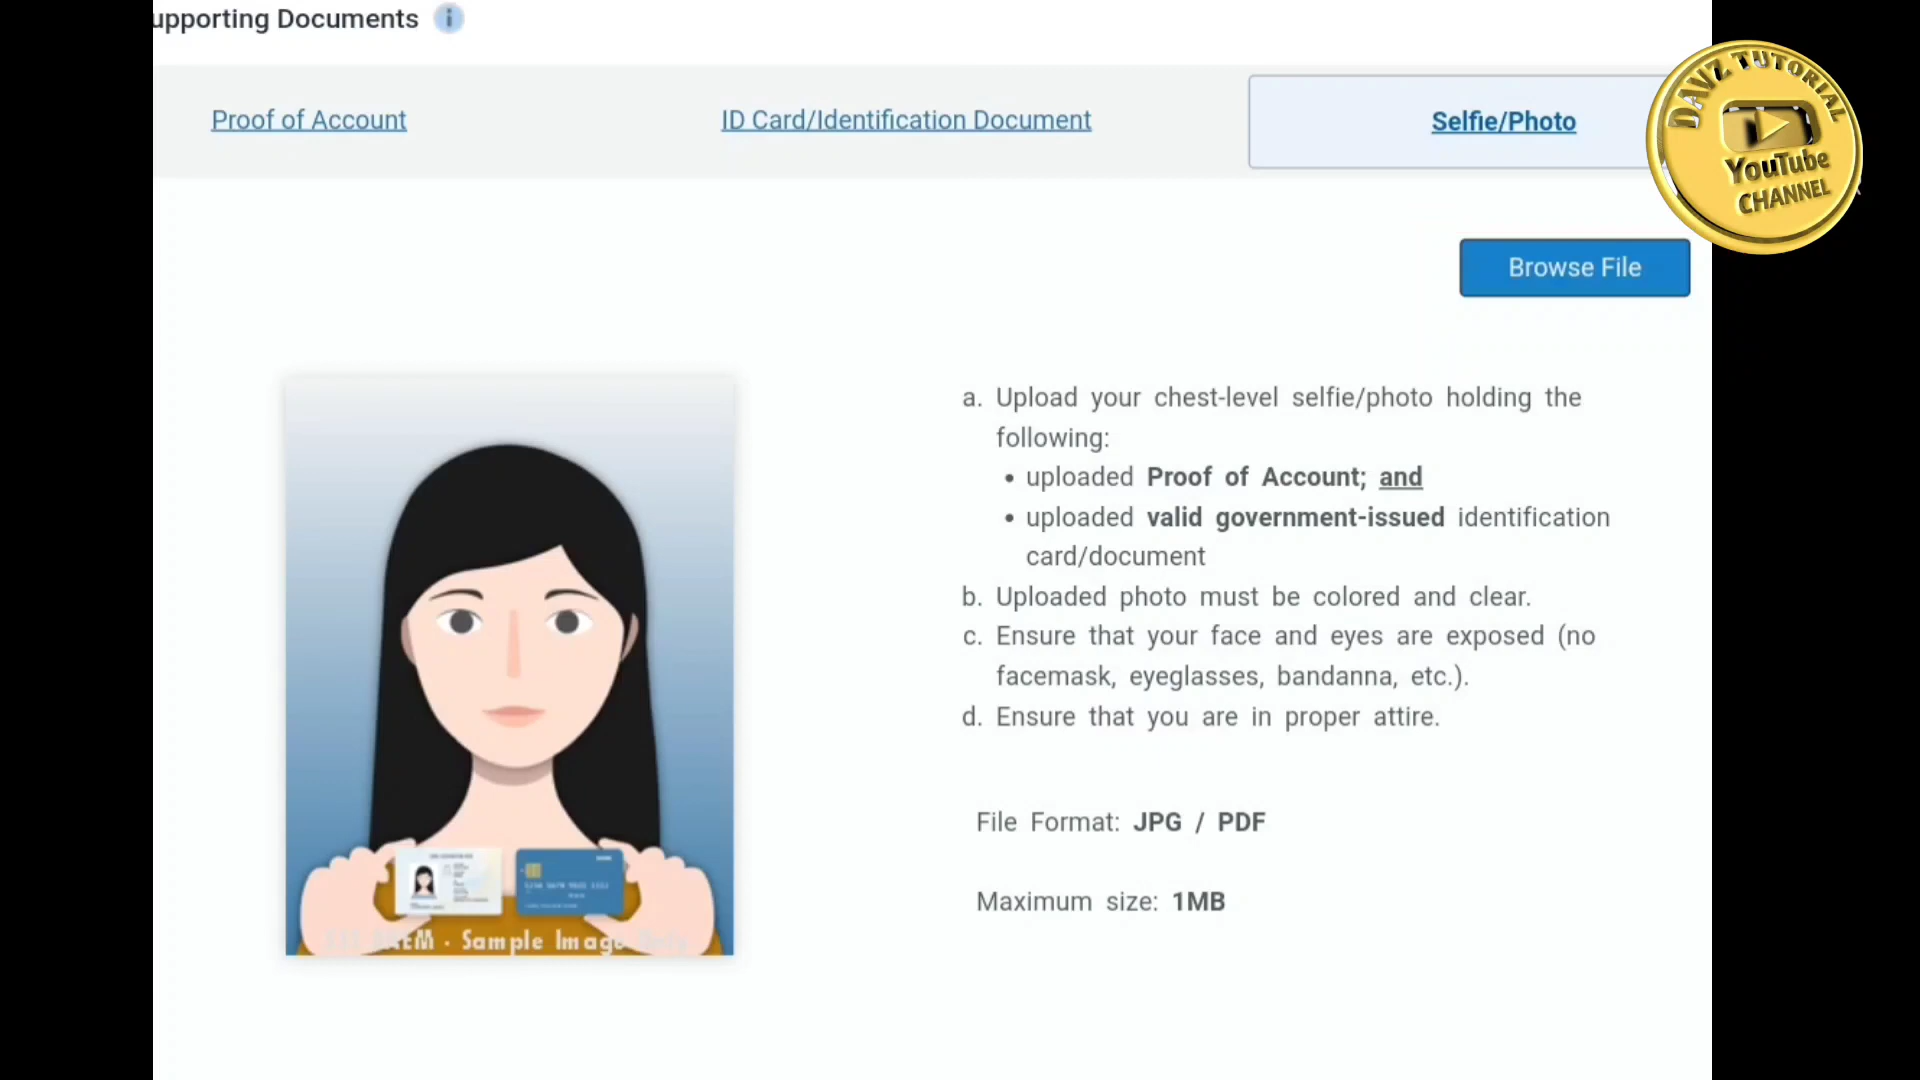 upporting Documents i
Proof of Account
ID Card/Identification Document
Selfie/Photo
DAVZ TUTORIAL
YouTube
CHANNEL
Browse File
a. Upload your chest-level selfie/photo holding the
following:
• uploaded Proof of Account; and
• uploaded valid government-issued identification
card/document
b. Uploaded photo must be colored and clear.
c. Ensure that your face and eyes are exposed (no
facemask, eyeglasses, bandanna, etc.).
d. Ensure that you are in proper attire.
File Format: JPG / PDF
Maximum size: 1MB
Sample Image Only